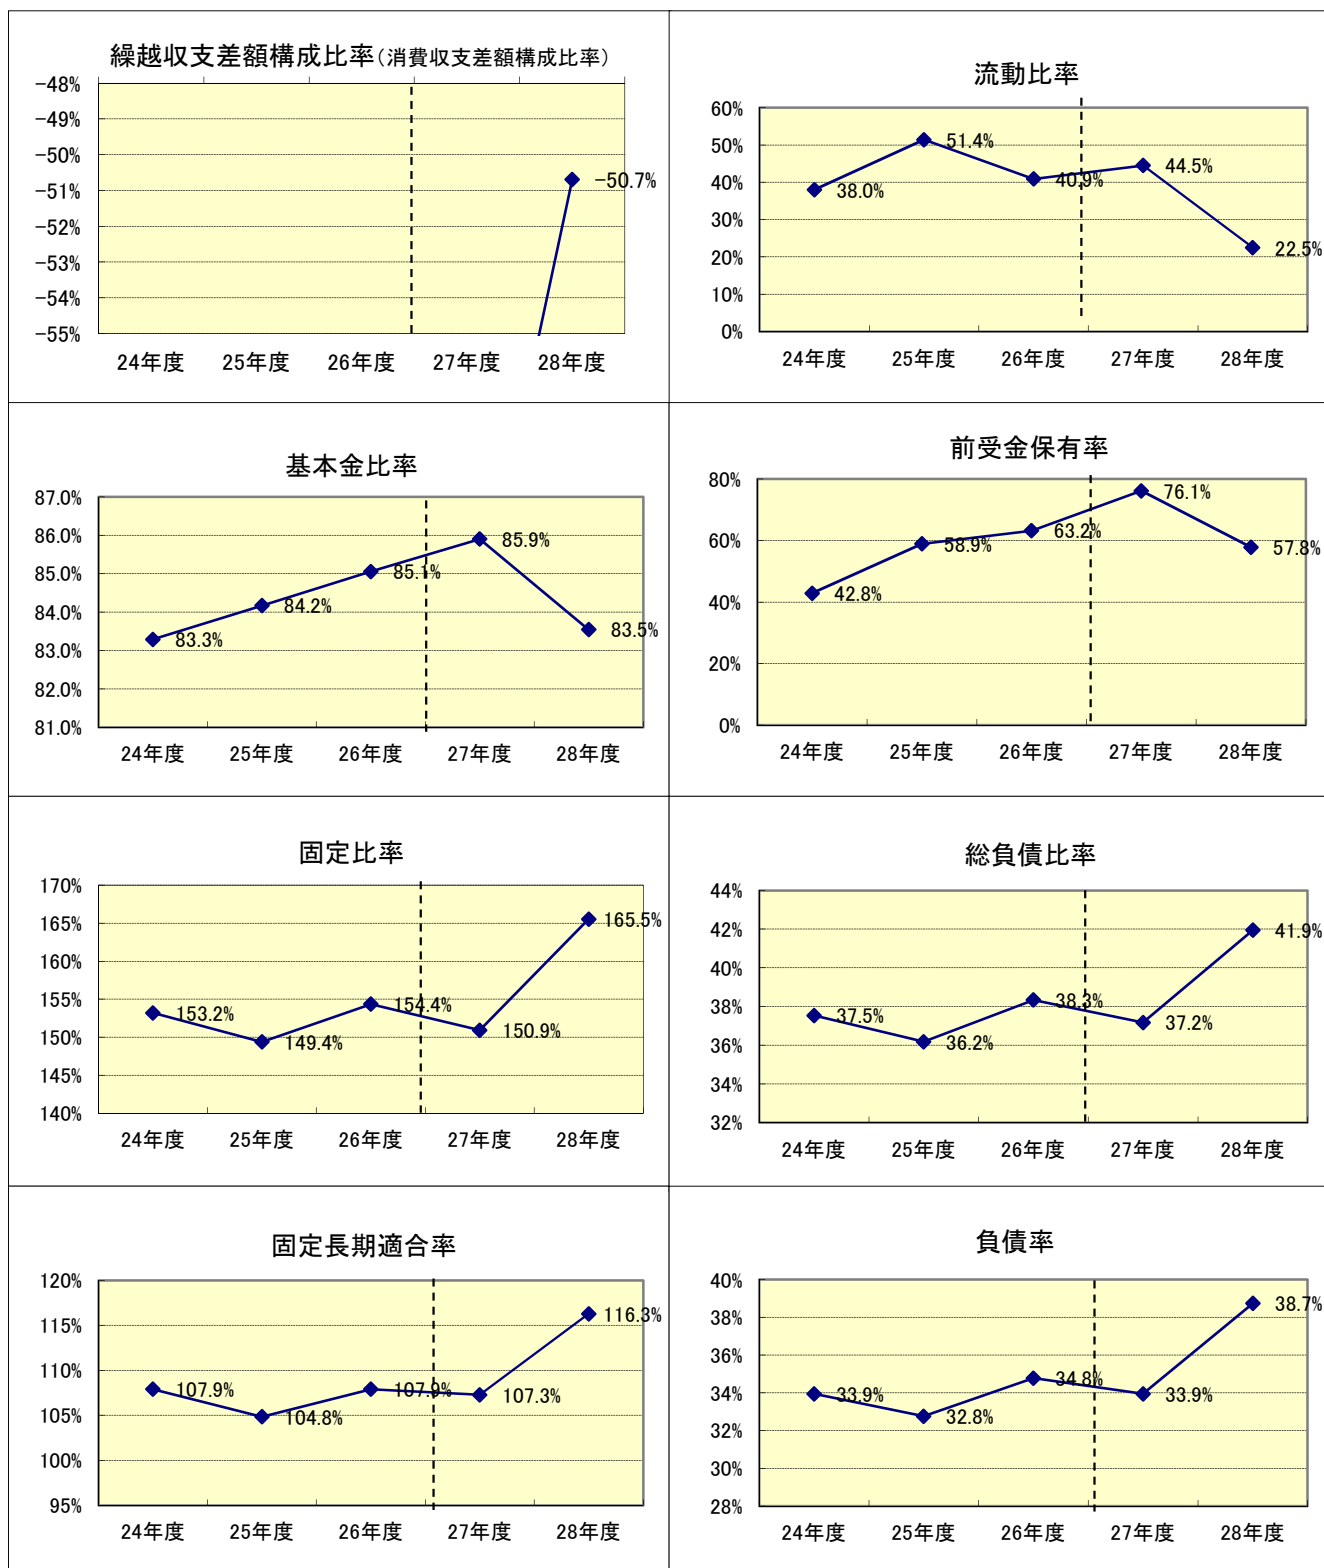 繰越収支差額構成比率(消費収支差額構成比率)
-48%
-49%
-50%
-51%
-52%
-53%
-54%
-55%
-50.7%
24年度 25年度 26年度 27年度 28年度
流動比率
60%
50%
40%
30%
20%
10%
0%
38.0% 51.4% 40.9% 44.5% 22.5%
24年度 25年度 26年度 27年度 28年度
基本金比率
87.0%
86.0%
85.0%
84.0%
83.0%
82.0%
81.0%
83.3% 84.2% 85.1% 85.9% 83.5%
24年度 25年度 26年度 27年度 28年度
前受金保有率
80%
60%
40%
20%
0%
42.8% 58.9% 63.2% 76.1% 57.8%
24年度 25年度 26年度 27年度 28年度
固定比率
170%
165%
160%
155%
150%
145%
140%
153.2% 149.4% 154.4% 150.9% 165.5%
24年度 25年度 26年度 27年度 28年度
総負債比率
44%
42%
40%
38%
36%
34%
32%
37.5% 36.2% 38.3% 37.2% 41.9%
24年度 25年度 26年度 27年度 28年度
固定長期適合率
120%
115%
110%
105%
100%
95%
107.9% 104.8% 107.9% 107.3% 116.3%
24年度 25年度 26年度 27年度 28年度
負債率
40%
38%
36%
34%
32%
30%
28%
33.9% 32.8% 34.8% 33.9% 38.7%
24年度 25年度 26年度 27年度 28年度